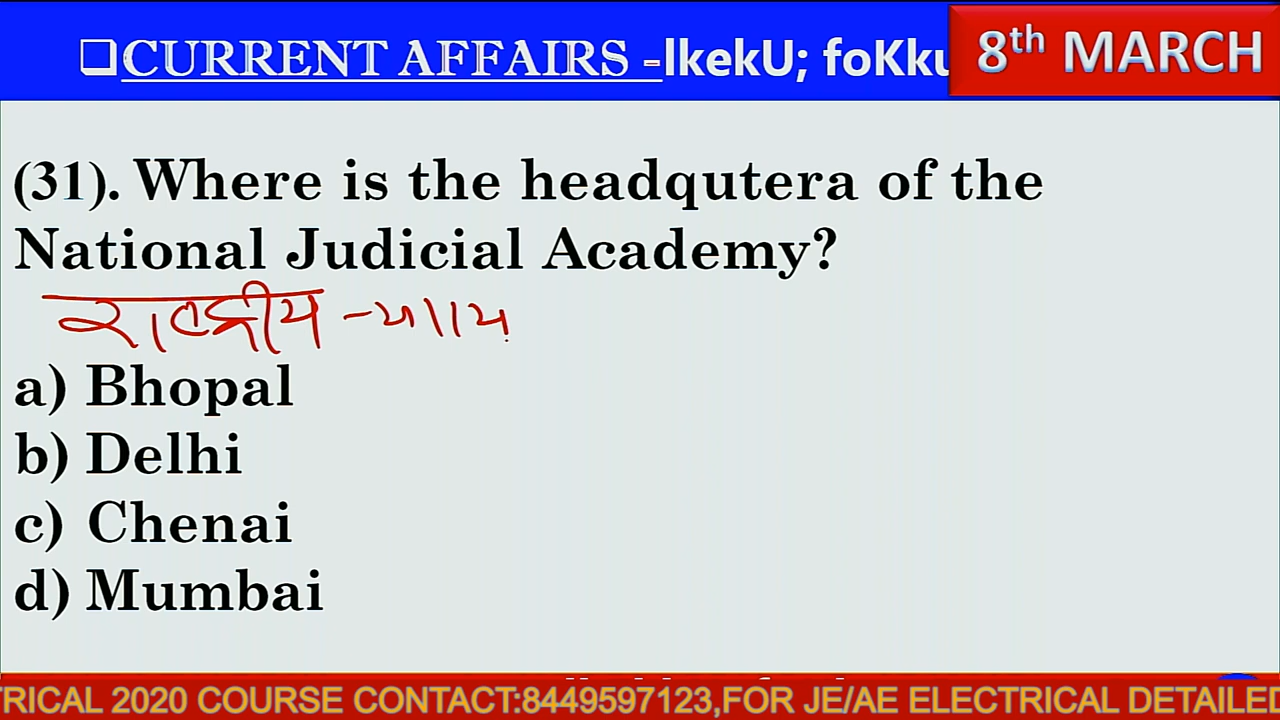 ❑CURRENT AFFAIRS -lkekU; foKku
8th MARCH
(31). Where is the headqutera of the
National Judicial Academy?
राष्ट्रीय न्याय
a) Bhopal
b) Delhi
c) Chenai
d) Mumbai
TRICAL 2020 COURSE CONTACT:8449597123,FOR JE/AE ELECTRICAL DETAILED